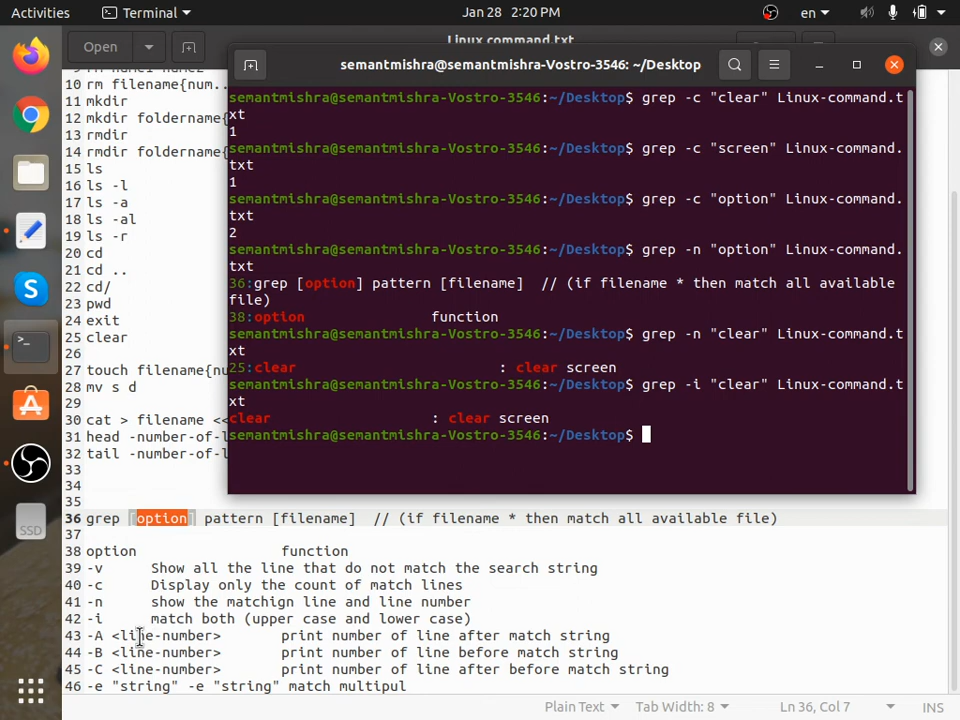 Activities
Terminal
Jan 28 2:20 PM
en
Open
Linux command.txt
semantmishra@semantmishra-Vostro-3546: ~/Desktop
semantmishra@semantmishra-Vostro-3546:~/Desktop$ grep -c "clear" Linux-command.t
xt
1
semantmishra@semantmishra-Vostro-3546:~/Desktop$ grep -c "screen" Linux-command.
txt
1
semantmishra@semantmishra-Vostro-3546:~/Desktop$ grep -c "option" Linux-command.
txt
2
semantmishra@semantmishra-Vostro-3546:~/Desktop$ grep -n "option" Linux-command.
txt
36:grep [option] pattern [filename] // (if filename * then match all available
file)
38:option function
semantmishra@semantmishra-Vostro-3546:~/Desktop$ grep -n "clear" Linux-command.t
xt
25:clear : clear screen
semantmishra@semantmishra-Vostro-3546:~/Desktop$ grep -i "clear" Linux-command.t
xt
clear : clear screen
semantmishra@semantmishra-Vostro-3546:~/Desktop$
10 rm filename{num..
11 mkdir
12 mkdir foldername{
13 rmdir
14 rmdir foldername{
15 ls
16 ls -l
17 ls -a
18 ls -al
19 ls -r
20 cd
21 cd ..
22 cd/
23 pwd
24 exit
25 clear
26
27 touch filename{nu
28 mv s d
29
30 cat > filename <<
31 head -number-of-l
32 tail -number-of-l
33
34
35
36 grep [option] pattern [filename] // (if filename * then match all available file)
37
38 option function
39 -v Show all the line that do not match the search string
40 -c Display only the count of match lines
41 -n show the matchign line and line number
42 -i match both (upper case and lower case)
43 -A <line-number> print number of line after match string
44 -B <line-number> print number of line before match string
45 -C <line-number> print number of line after before match string
46 -e "string" -e "string" match multipul
SSD
Plain Text
Tab Width: 8
Ln 36, Col 7
INS